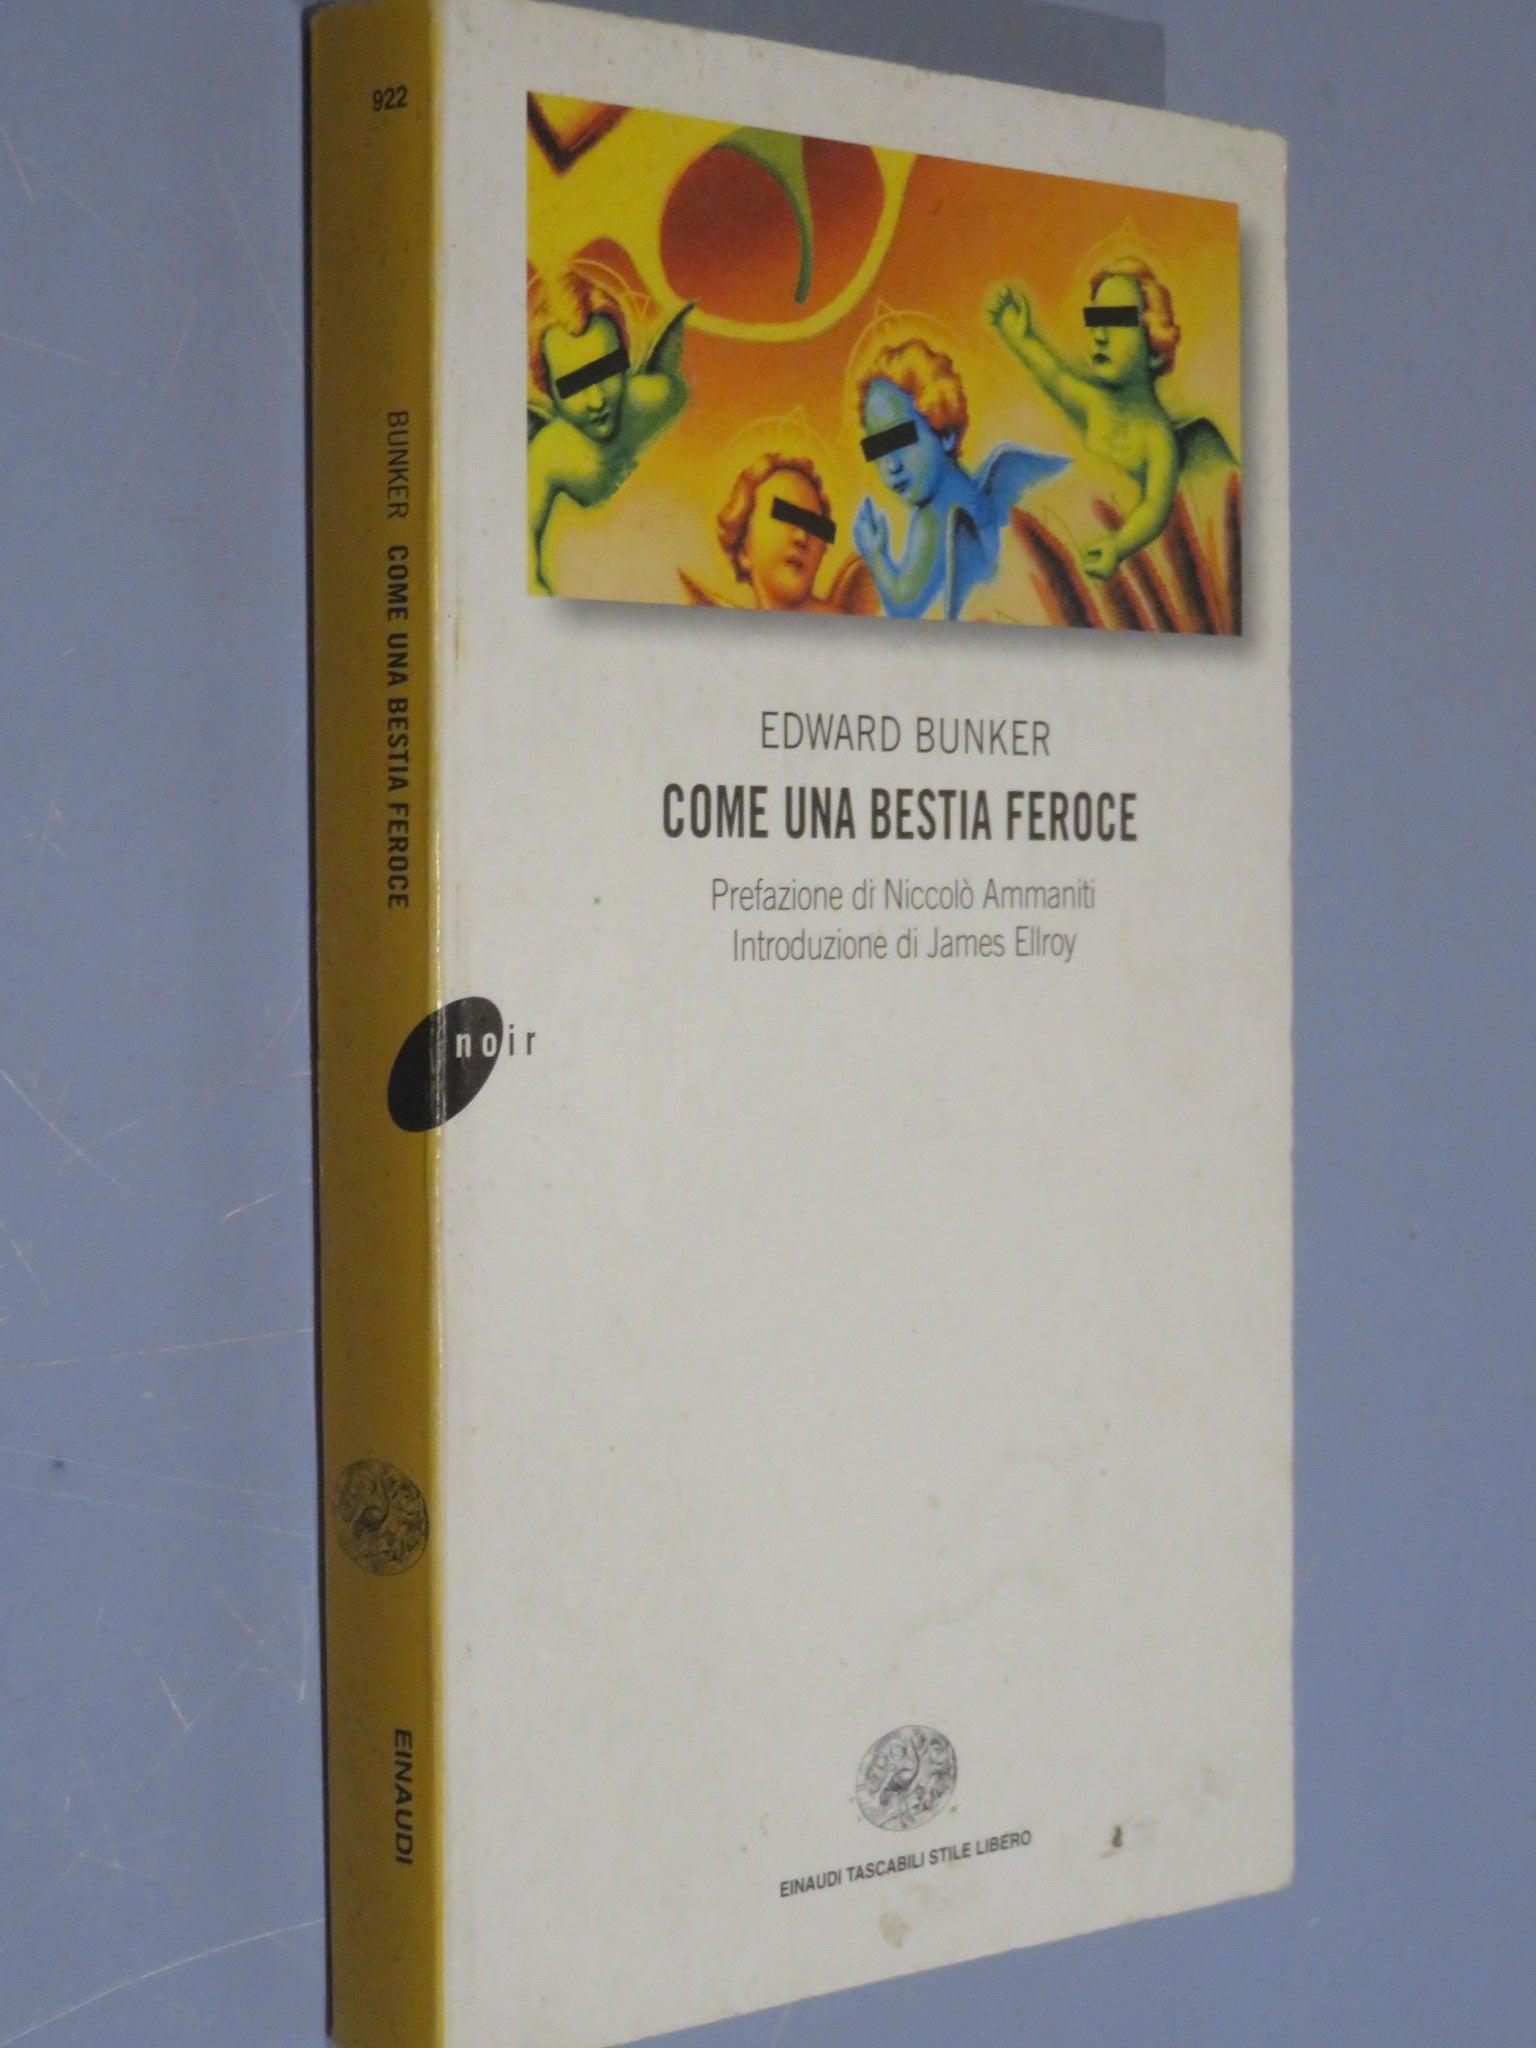 922
BUNKER COME UNA BESTIA FEROCE
EINAUDI
EDWARD BUNKER
COME UNA BESTIA FEROCE
Prefazione di Niccolò Ammaniti
Introduzione di James Ellroy
noir
EINAUDI TASCABILI STILE LIBERO